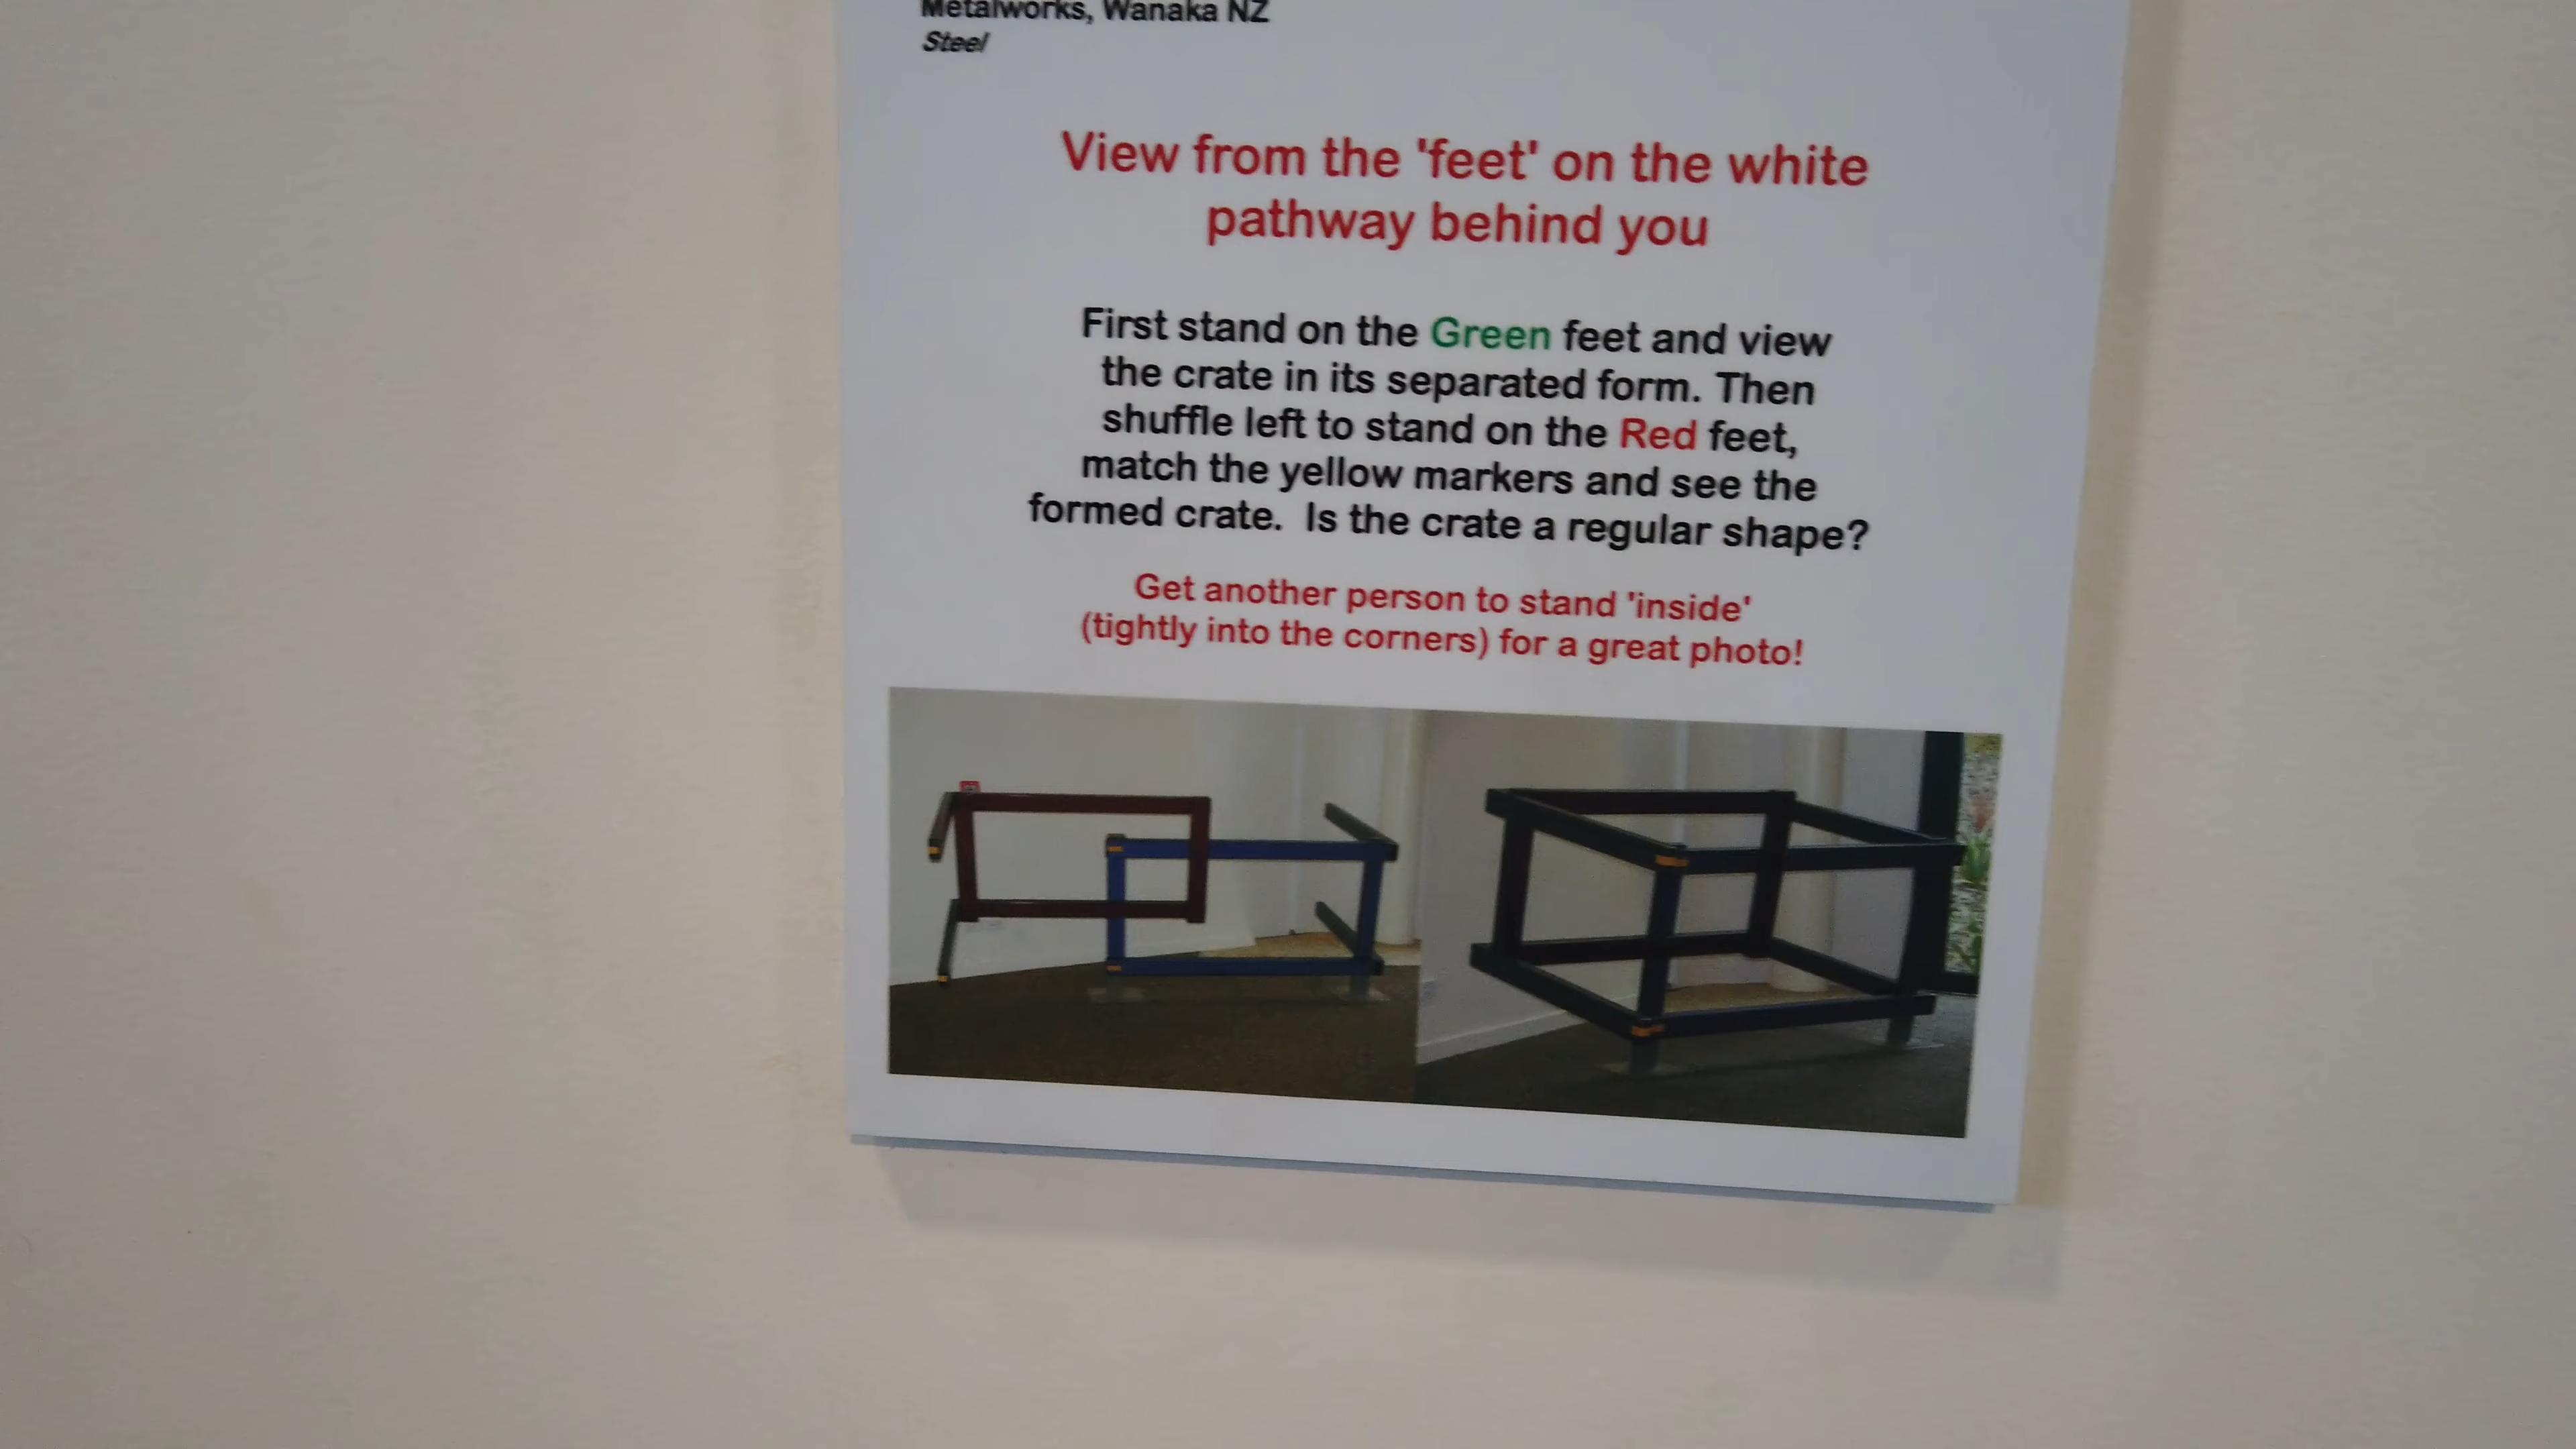 Metalworks, Wanaka NZ
Steel
View from the 'feet' on the white
pathway behind you
First stand on the Green feet and view
the crate in its separated form. Then
shuffle left to stand on the Red feet,
match the yellow markers and see the
formed crate. Is the crate a regular shape?
Get another person to stand 'inside'
(tightly into the corners) for a great photo!